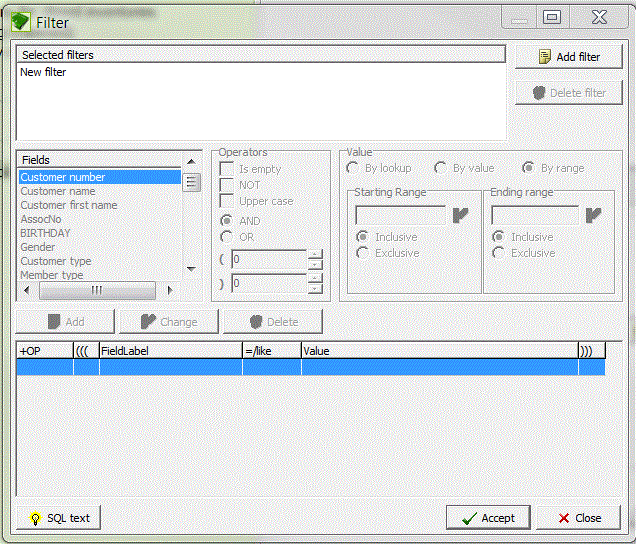 Filter
Selected filters
New filter
Add filter
Delete filter
Fields
Customer number
Customer name
Customer first name
AssocNo
BIRTHDAY
Gender
Customer type
Member type
Operators
Is empty
NOT
Upper case
AND
OR
( 0
) 0
Value
By lookup By value By range
Starting Range
Inclusive
Exclusive
Ending range
Inclusive
Exclusive
Add Change Delete
+OP ((( FieldLabel =/like Value )))
SQL text Accept Close